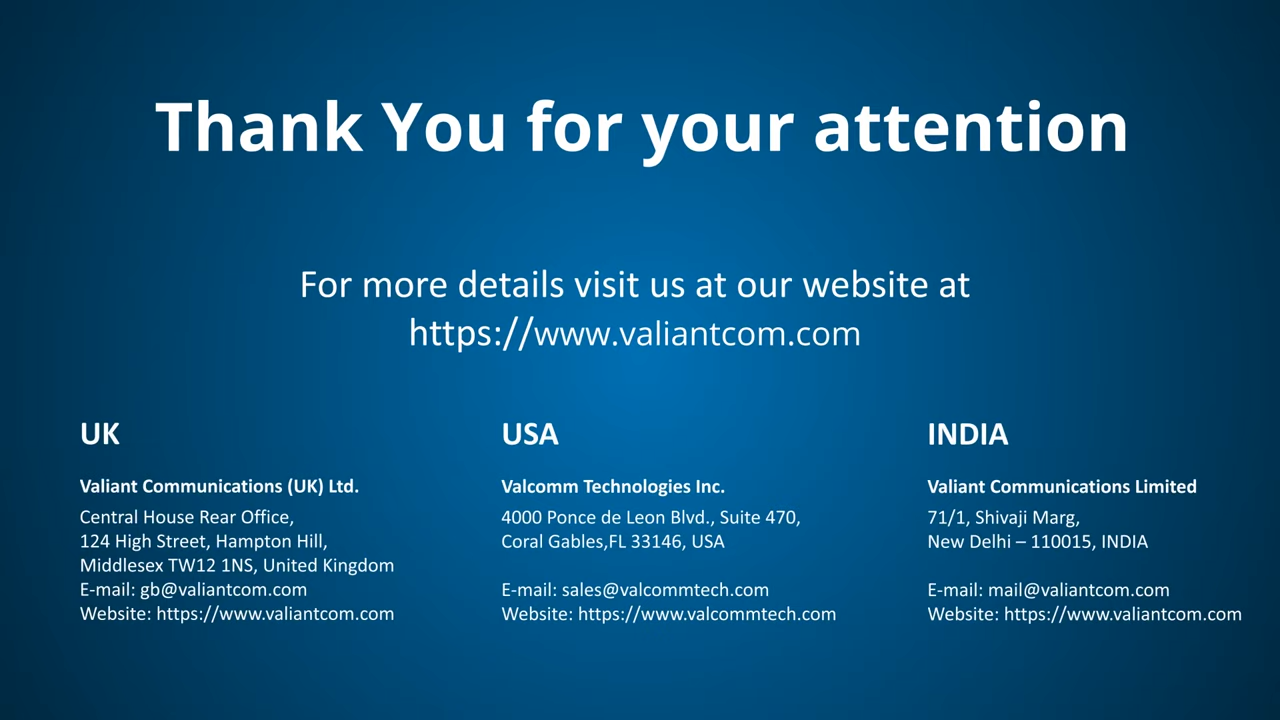 Thank You for your attention
For more details visit us at our website at
https://www.valiantcom.com
UK
Valiant Communications (UK) Ltd.
Central House Rear Office,
124 High Street, Hampton Hill,
Middlesex TW12 1NS, United Kingdom
E-mail: gb@valiantcom.com
Website: https://www.valiantcom.com
USA
Valcomm Technologies Inc.
4000 Ponce de Leon Blvd., Suite 470,
Coral Gables,FL 33146, USA
E-mail: sales@valcommtech.com
Website: https://www.valcommtech.com
INDIA
Valiant Communications Limited
71/1, Shivaji Marg,
New Delhi – 110015, INDIA
E-mail: mail@valiantcom.com
Website: https://www.valiantcom.com